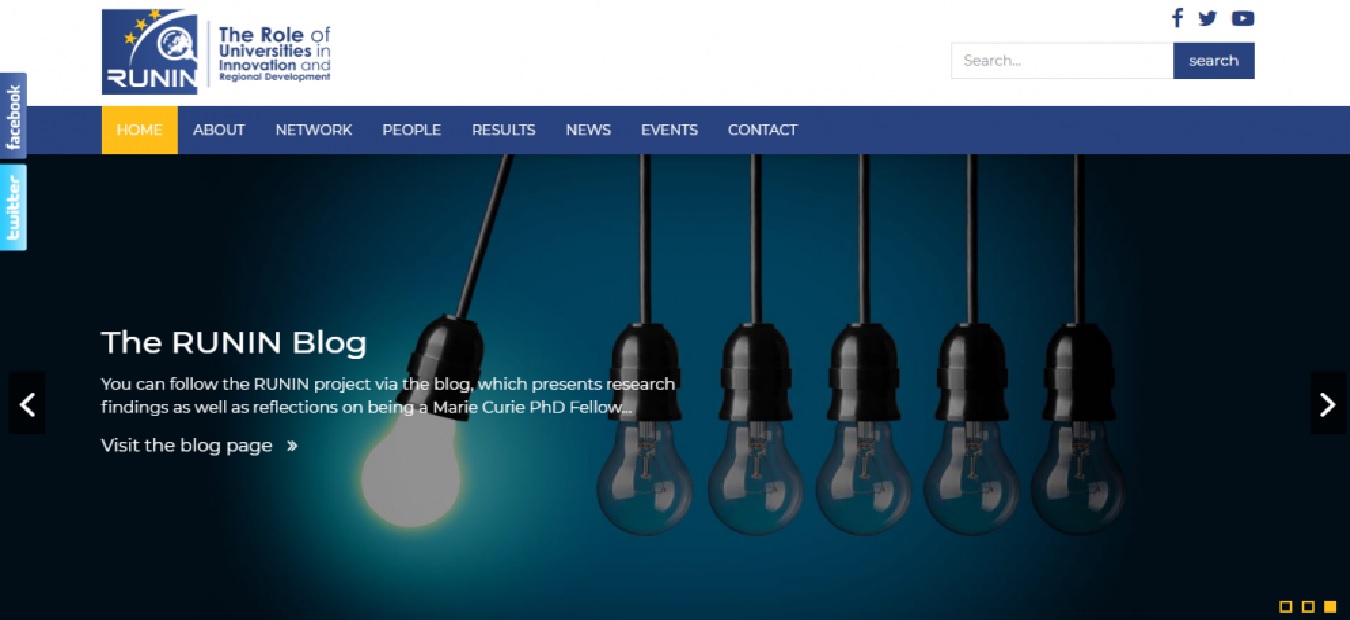 RUNIN
The Role of
Universities in
Innovation and
Regional Development
Search...
search
facebook
twitter
HOME ABOUT NETWORK PEOPLE RESULTS NEWS EVENTS CONTACT
The RUNIN Blog
You can follow the RUNIN project via the blog, which presents research
findings as well as reflections on being a Marie Curie PhD Fellow...
Visit the blog page »